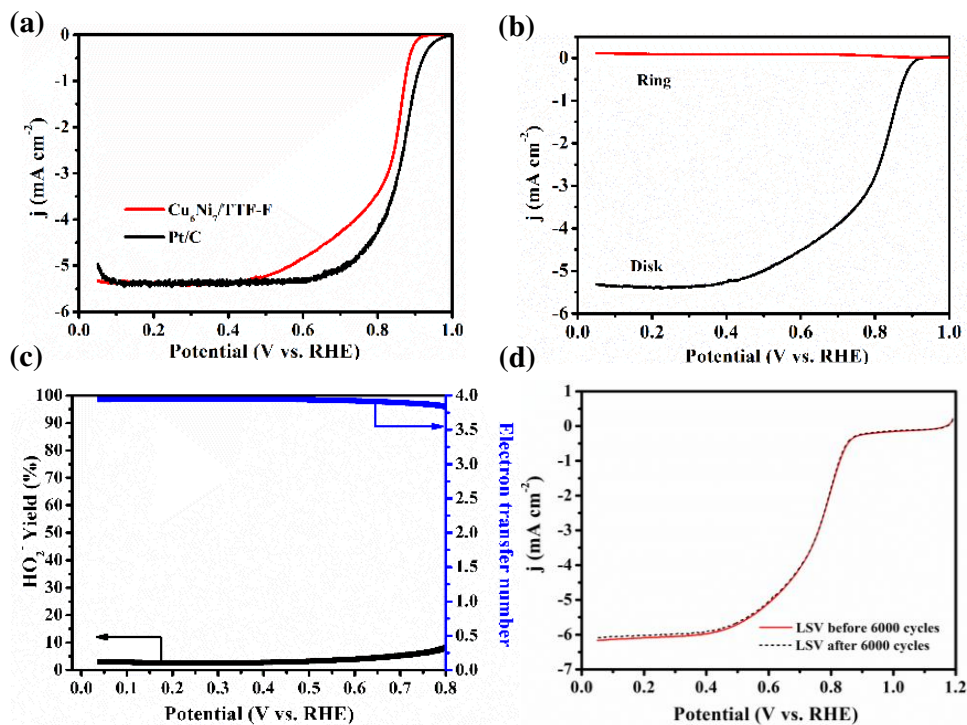 (a)
0
-1
-2
-3
-4
-5
-6
j (mA cm-2)
Cu6Ni7/TTF-F
Pt/C
0.0 0.2 0.4 0.6 0.8 1.0
Potential (V vs. RHE)
(b)
1
0
-1
-2
-3
-4
-5
-6
j (mA cm-2)
Ring
Disk
0.0 0.2 0.4 0.6 0.8 1.0
Potential (V vs. RHE)
(c)
100
90
80
70
60
50
40
30
20
10
0
HO2- Yield (%)
4.0
3.5
3.0
2.5
2.0
1.5
1.0
0.5
0.0
Electron transfer number
0.0 0.1 0.2 0.3 0.4 0.5 0.6 0.7 0.8
Potential (V vs. RHE)
(d)
1
0
-1
-2
-3
-4
-5
-6
-7
j (mA cm-2)
LSV before 6000 cycles
LSV after 6000 cycles
0.0 0.2 0.4 0.6 0.8 1.0 1.2
Potential (V vs. RHE)